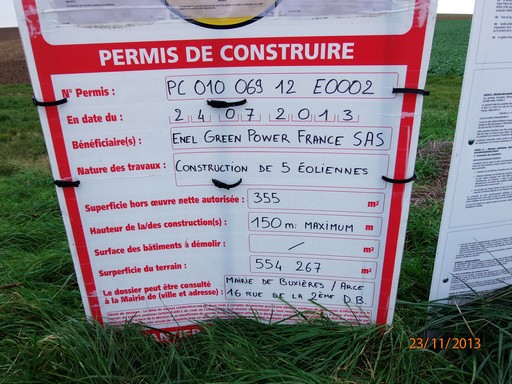 PERMIS DE CONSTRUIRE
N° Permis : PC 010 069 12 E0002
En date du : 24 07 2013
Bénéficiaire(s) : ENEL GREEN POWER FRANCE SAS
Nature des travaux : CONSTRUCTION DE 5 ÉOLIENNES
Superficie hors œuvre nette autorisée : 355 m²
Hauteur de la/des construction(s) : 150 m. MAXIMUM m
Surface des bâtiments à démolir : / m²
Surperficie du terrain : 554 267 m²
Le dossier peut être consulté MAIRIE DE BUXIÈRES / ARCE
à la Mairie de (ville et adresse) : 16 RUE DE LA 2ÈME D.B.
23/11/2013